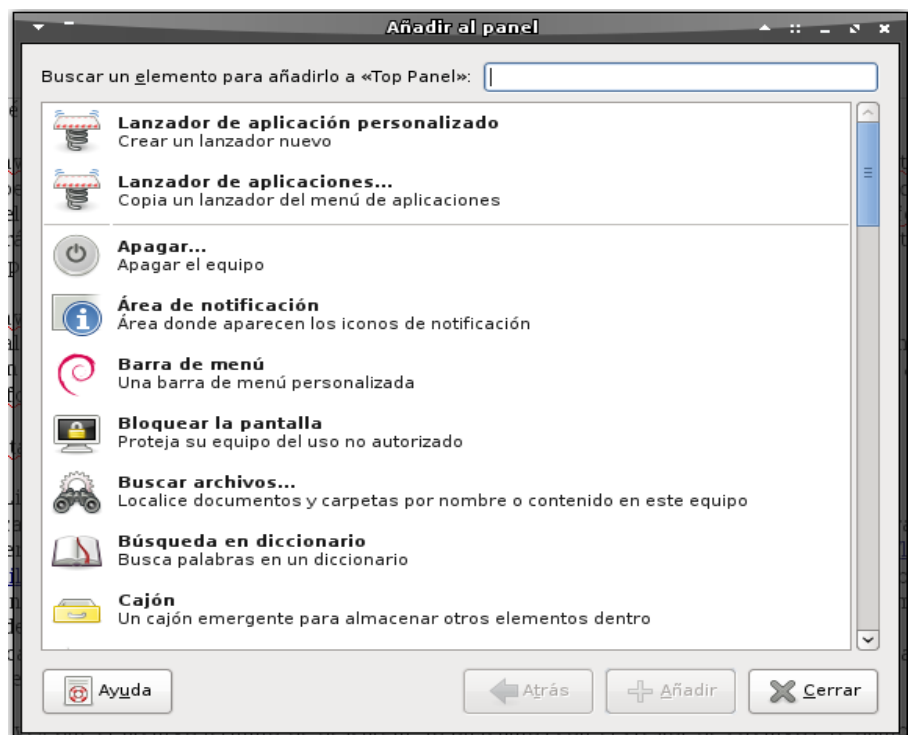 Añadir al panel
Buscar un elemento para añadirlo a «Top Panel»:
Lanzador de aplicación personalizado
Crear un lanzador nuevo
Lanzador de aplicaciones...
Copia un lanzador del menú de aplicaciones
Apagar...
Apagar el equipo
Área de notificación
Área donde aparecen los iconos de notificación
Barra de menú
Una barra de menú personalizada
Bloquear la pantalla
Proteja su equipo del uso no autorizado
Buscar archivos...
Localice documentos y carpetas por nombre o contenido en este equipo
Búsqueda en diccionario
Busca palabras en un diccionario
Cajón
Un cajón emergente para almacenar otros elementos dentro
Ayuda
Atrás
Añadir
Cerrar